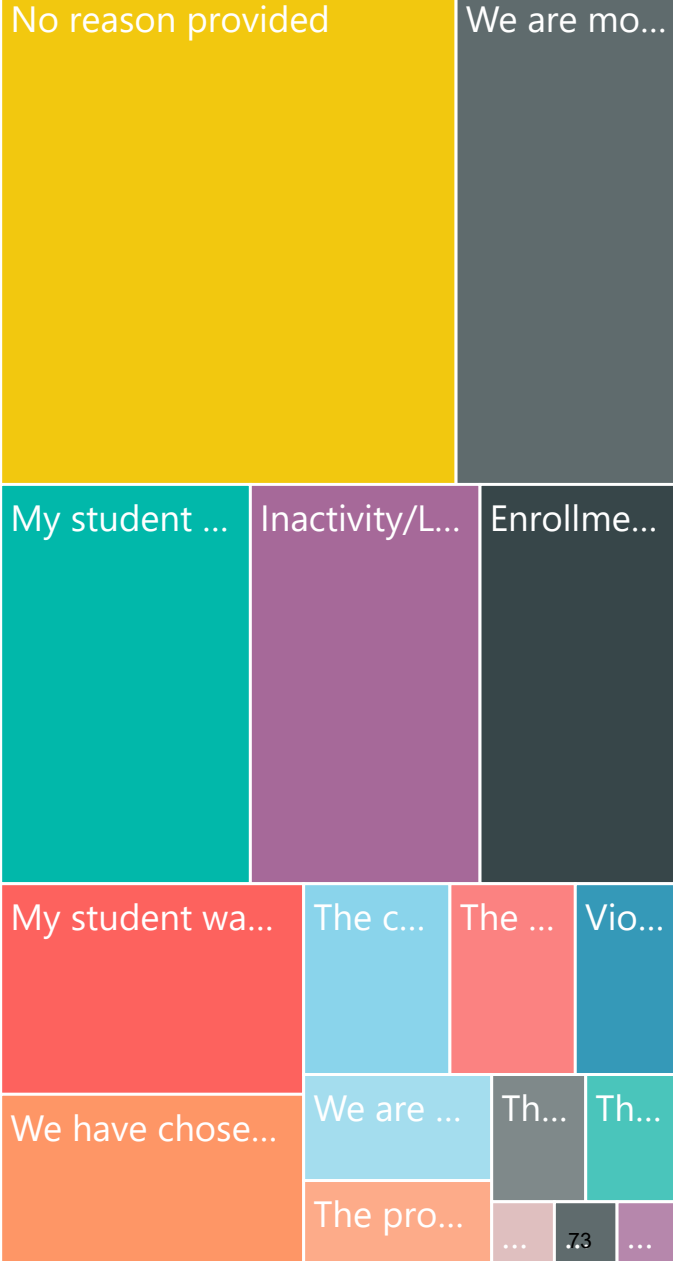 No reason provided
We are mo...
My student ...
Inactivity/L...
Enrollme...
My student wa...
The c...
The ...
Vio...
We have chose...
We are ...
Th...
Th...
The pro...
...
...
73
...